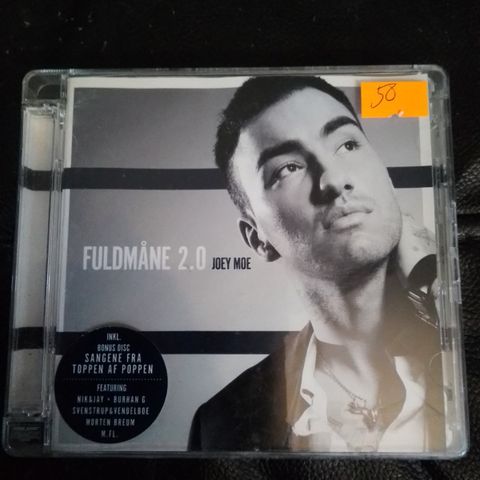 50
FULDMÅNE 2.0 JOEY MOE
INKL.
BONUS DISC
SANGENE FRA
TOPPEN AF POPPEN
FEATURING
NIK&JAY • BURHAN G
SVENSTRUP&VENDELBOE
MORTEN BREUM
M.FL.